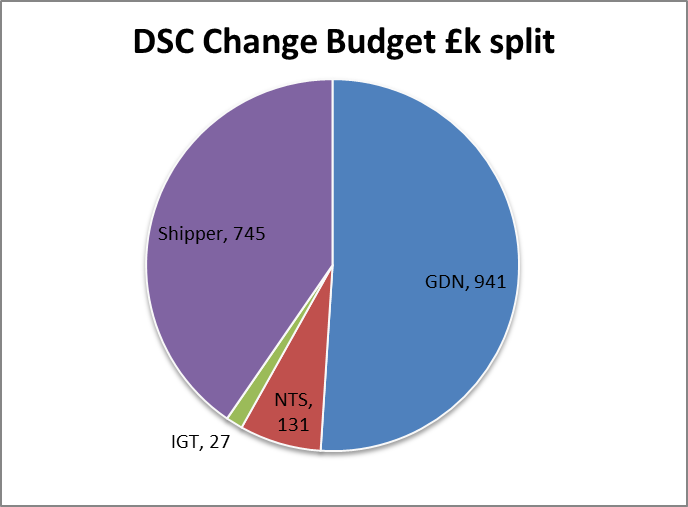 DSC Change Budget £k split
Shipper, 745
GDN, 941
NTS,
131
IGT, 27